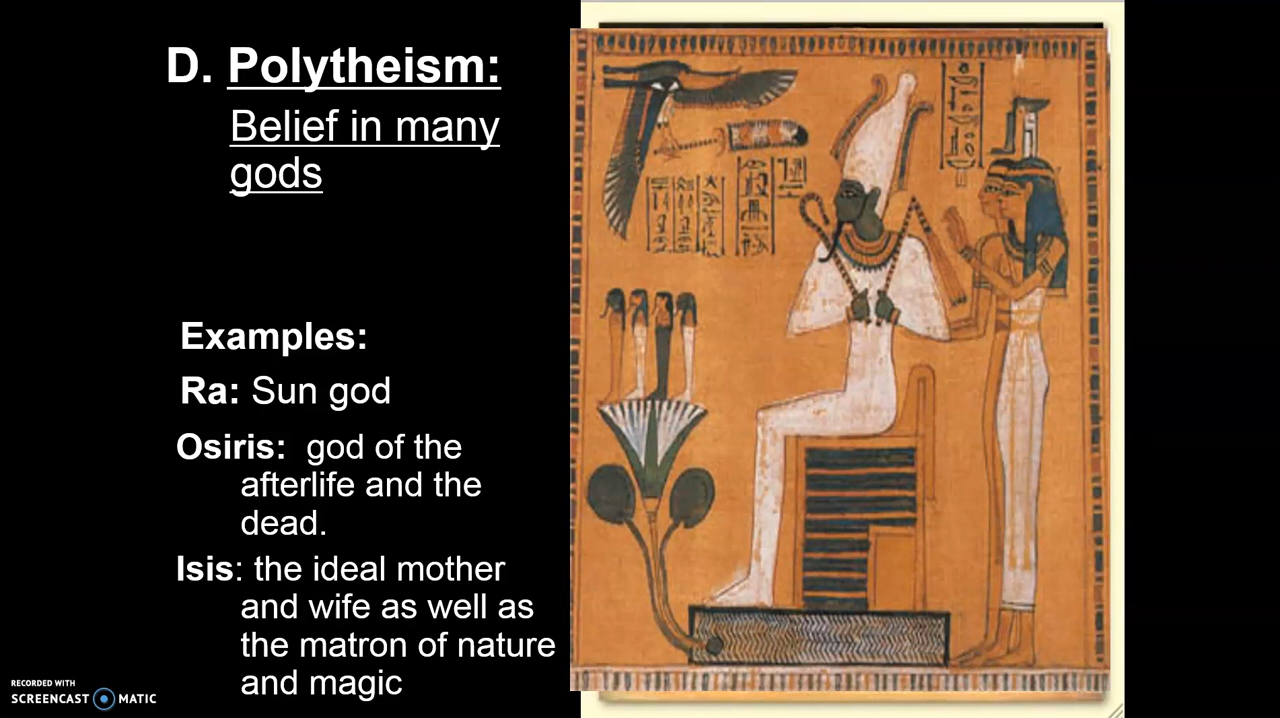 D. Polytheism:
Belief in many
gods
Examples:
Ra: Sun god
Osiris: god of the
afterlife and the
dead.
Isis: the ideal mother
and wife as well as
the matron of nature
and magic
RECORDED WITH
SCREENCAST MATIC